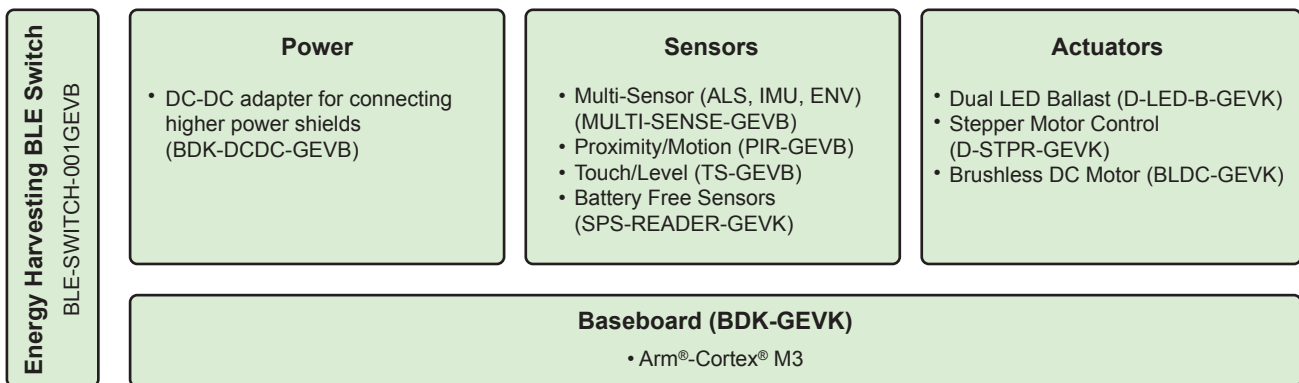 Energy Harvesting BLE Switch
BLE-SWITCH-001GEVB
Power
• DC-DC adapter for connecting
higher power shields
(BDK-DCDC-GEVB)
Sensors
• Multi-Sensor (ALS, IMU, ENV)
(MULTI-SENSE-GEVB)
• Proximity/Motion (PIR-GEVB)
• Touch/Level (TS-GEVB)
• Battery Free Sensors
(SPS-READER-GEVK)
Actuators
• Dual LED Ballast (D-LED-B-GEVK)
• Stepper Motor Control
(D-STPR-GEVK)
• Brushless DC Motor (BLDC-GEVK)
Baseboard (BDK-GEVK)
• Arm®-Cortex® M3